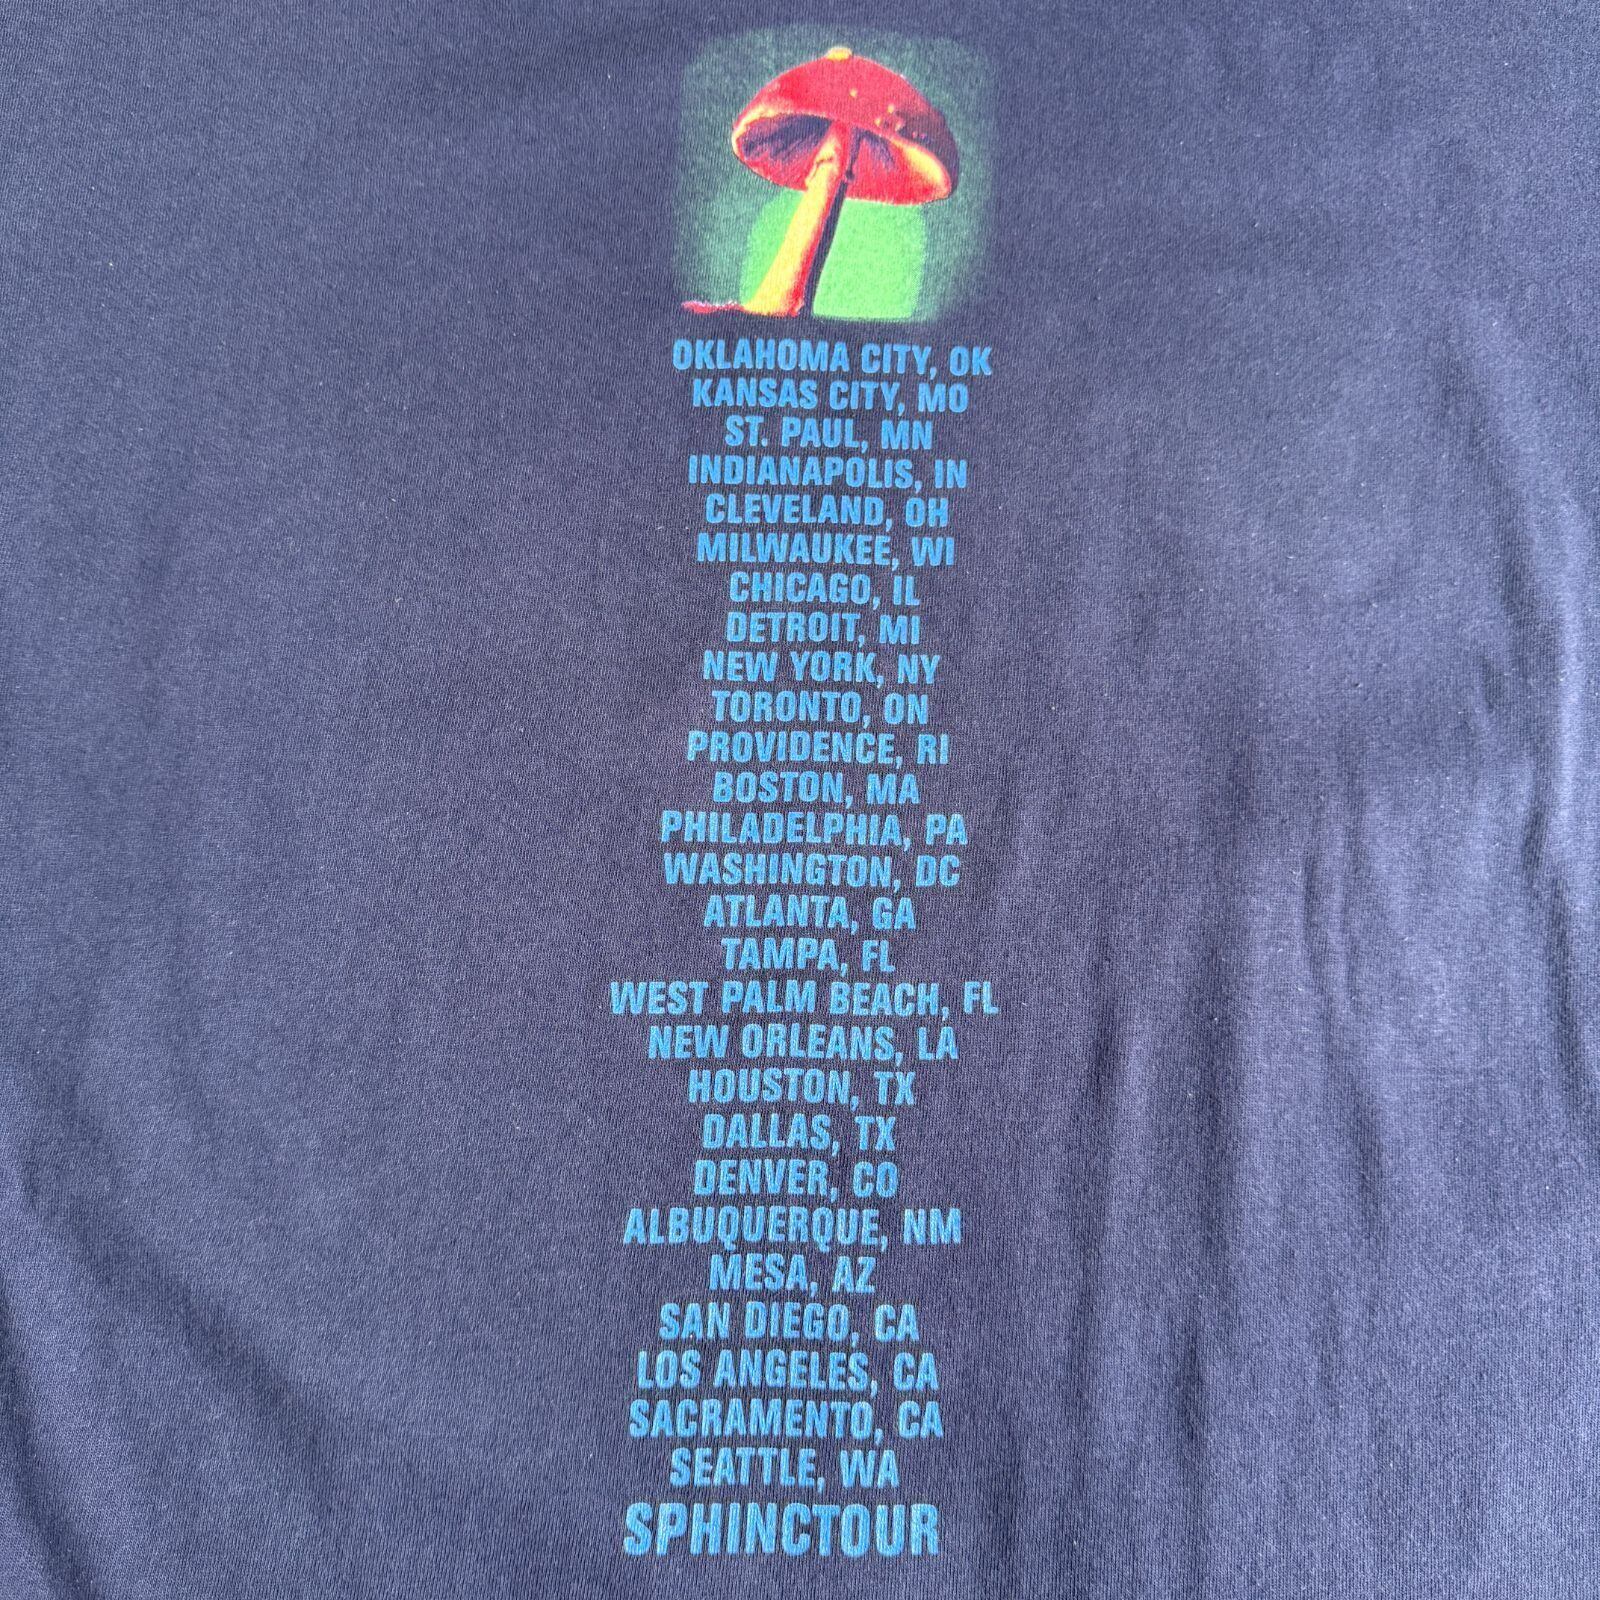 OKLAHOMA CITY, OK
KANSAS CITY, MO
ST. PAUL, MN
INDIANAPOLIS, IN
CLEVELAND, OH
MILWAUKEE, WI
CHICAGO, IL
DETROIT, MI
NEW YORK, NY
TORONTO, ON
PROVIDENCE, RI
BOSTON, MA
PHILADELPHIA, PA
WASHINGTON, DC
ATLANTA, GA
TAMPA, FL
WEST PALM BEACH, FL
NEW ORLEANS, LA
HOUSTON, TX
DALLAS, TX
DENVER, CO
ALBUQUERQUE, NM
MESA, AZ
SAN DIEGO, CA
LOS ANGELES, CA
SACRAMENTO, CA
SEATTLE, WA
SPHINCTOUR